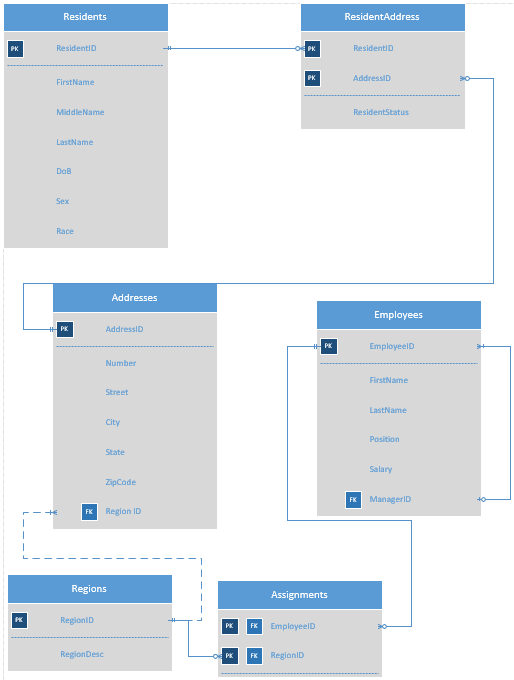 Residents
PK ResidentID
FirstName
MiddleName
LastName
DoB
Sex
Race
ResidentAddress
PK ResidentID
PK AddressID
ResidentStatus
Addresses
PK AddressID
Number
Street
City
State
ZipCode
FK Region ID
Employees
PK EmployeeID
FirstName
LastName
Position
Salary
FK ManagerID
Regions
PK RegionID
RegionDesc
Assignments
PK FK EmployeeID
PK FK RegionID